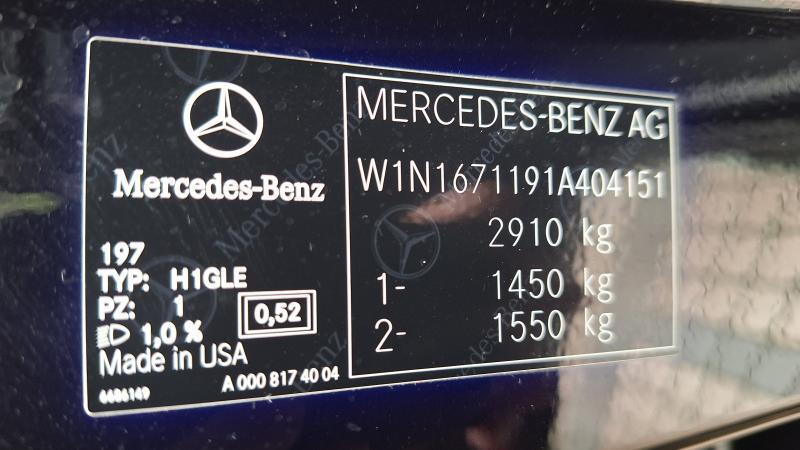 Mercedes-Benz
197
TYP: H1GLE
PZ: 1
1,0 %
0,52
Made in USA
6686149
A 000 817 40 04
MERCEDES-BENZ AG
W1N1671191A404151
2910 kg
1- 1450 kg
2- 1550 kg